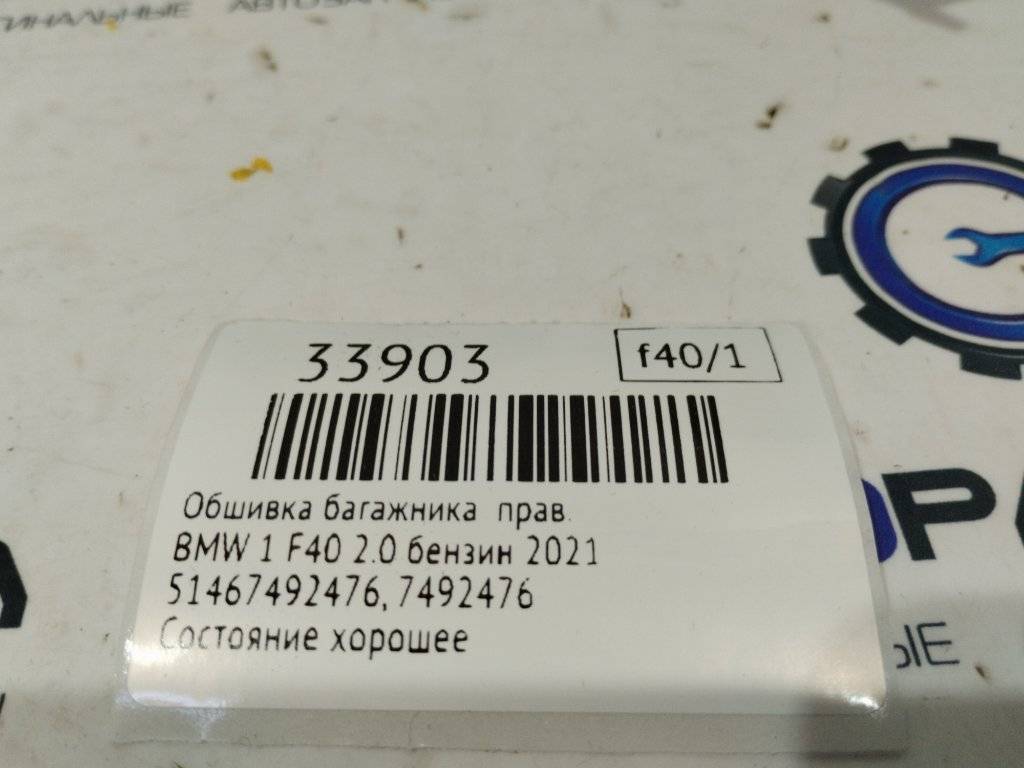 33903
f40/1
Обшивка багажника прав.
BMW 1 F40 2.0 бензин 2021
51467492476, 7492476
Состояние хорошее